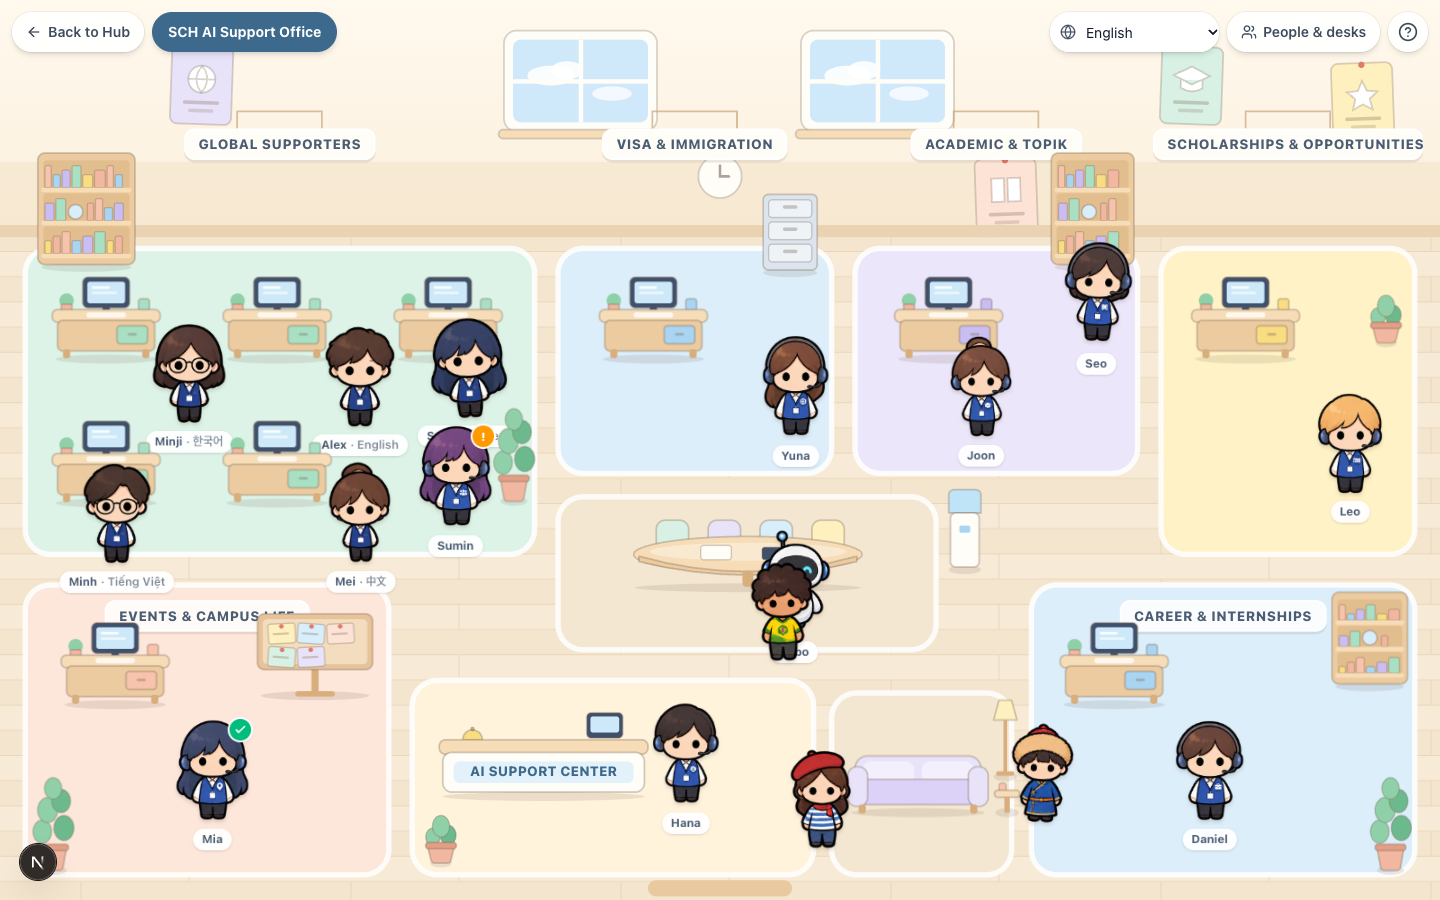 Back to Hub
SCH AI Support Office
English
People & desks
GLOBAL SUPPORTERS
VISA & IMMIGRATION
ACADEMIC & TOPIK
SCHOLARSHIPS & OPPORTUNITIES
Seo
Minji · 한국어
Alex · English
Yuna
Joon
Leo
Sumin
Minh · Tiếng Việt
Mei · 中文
EVENTS & CAMPUS
CAREER & INTERNSHIPS
AI SUPPORT CENTER
Hana
Mia
Daniel
N